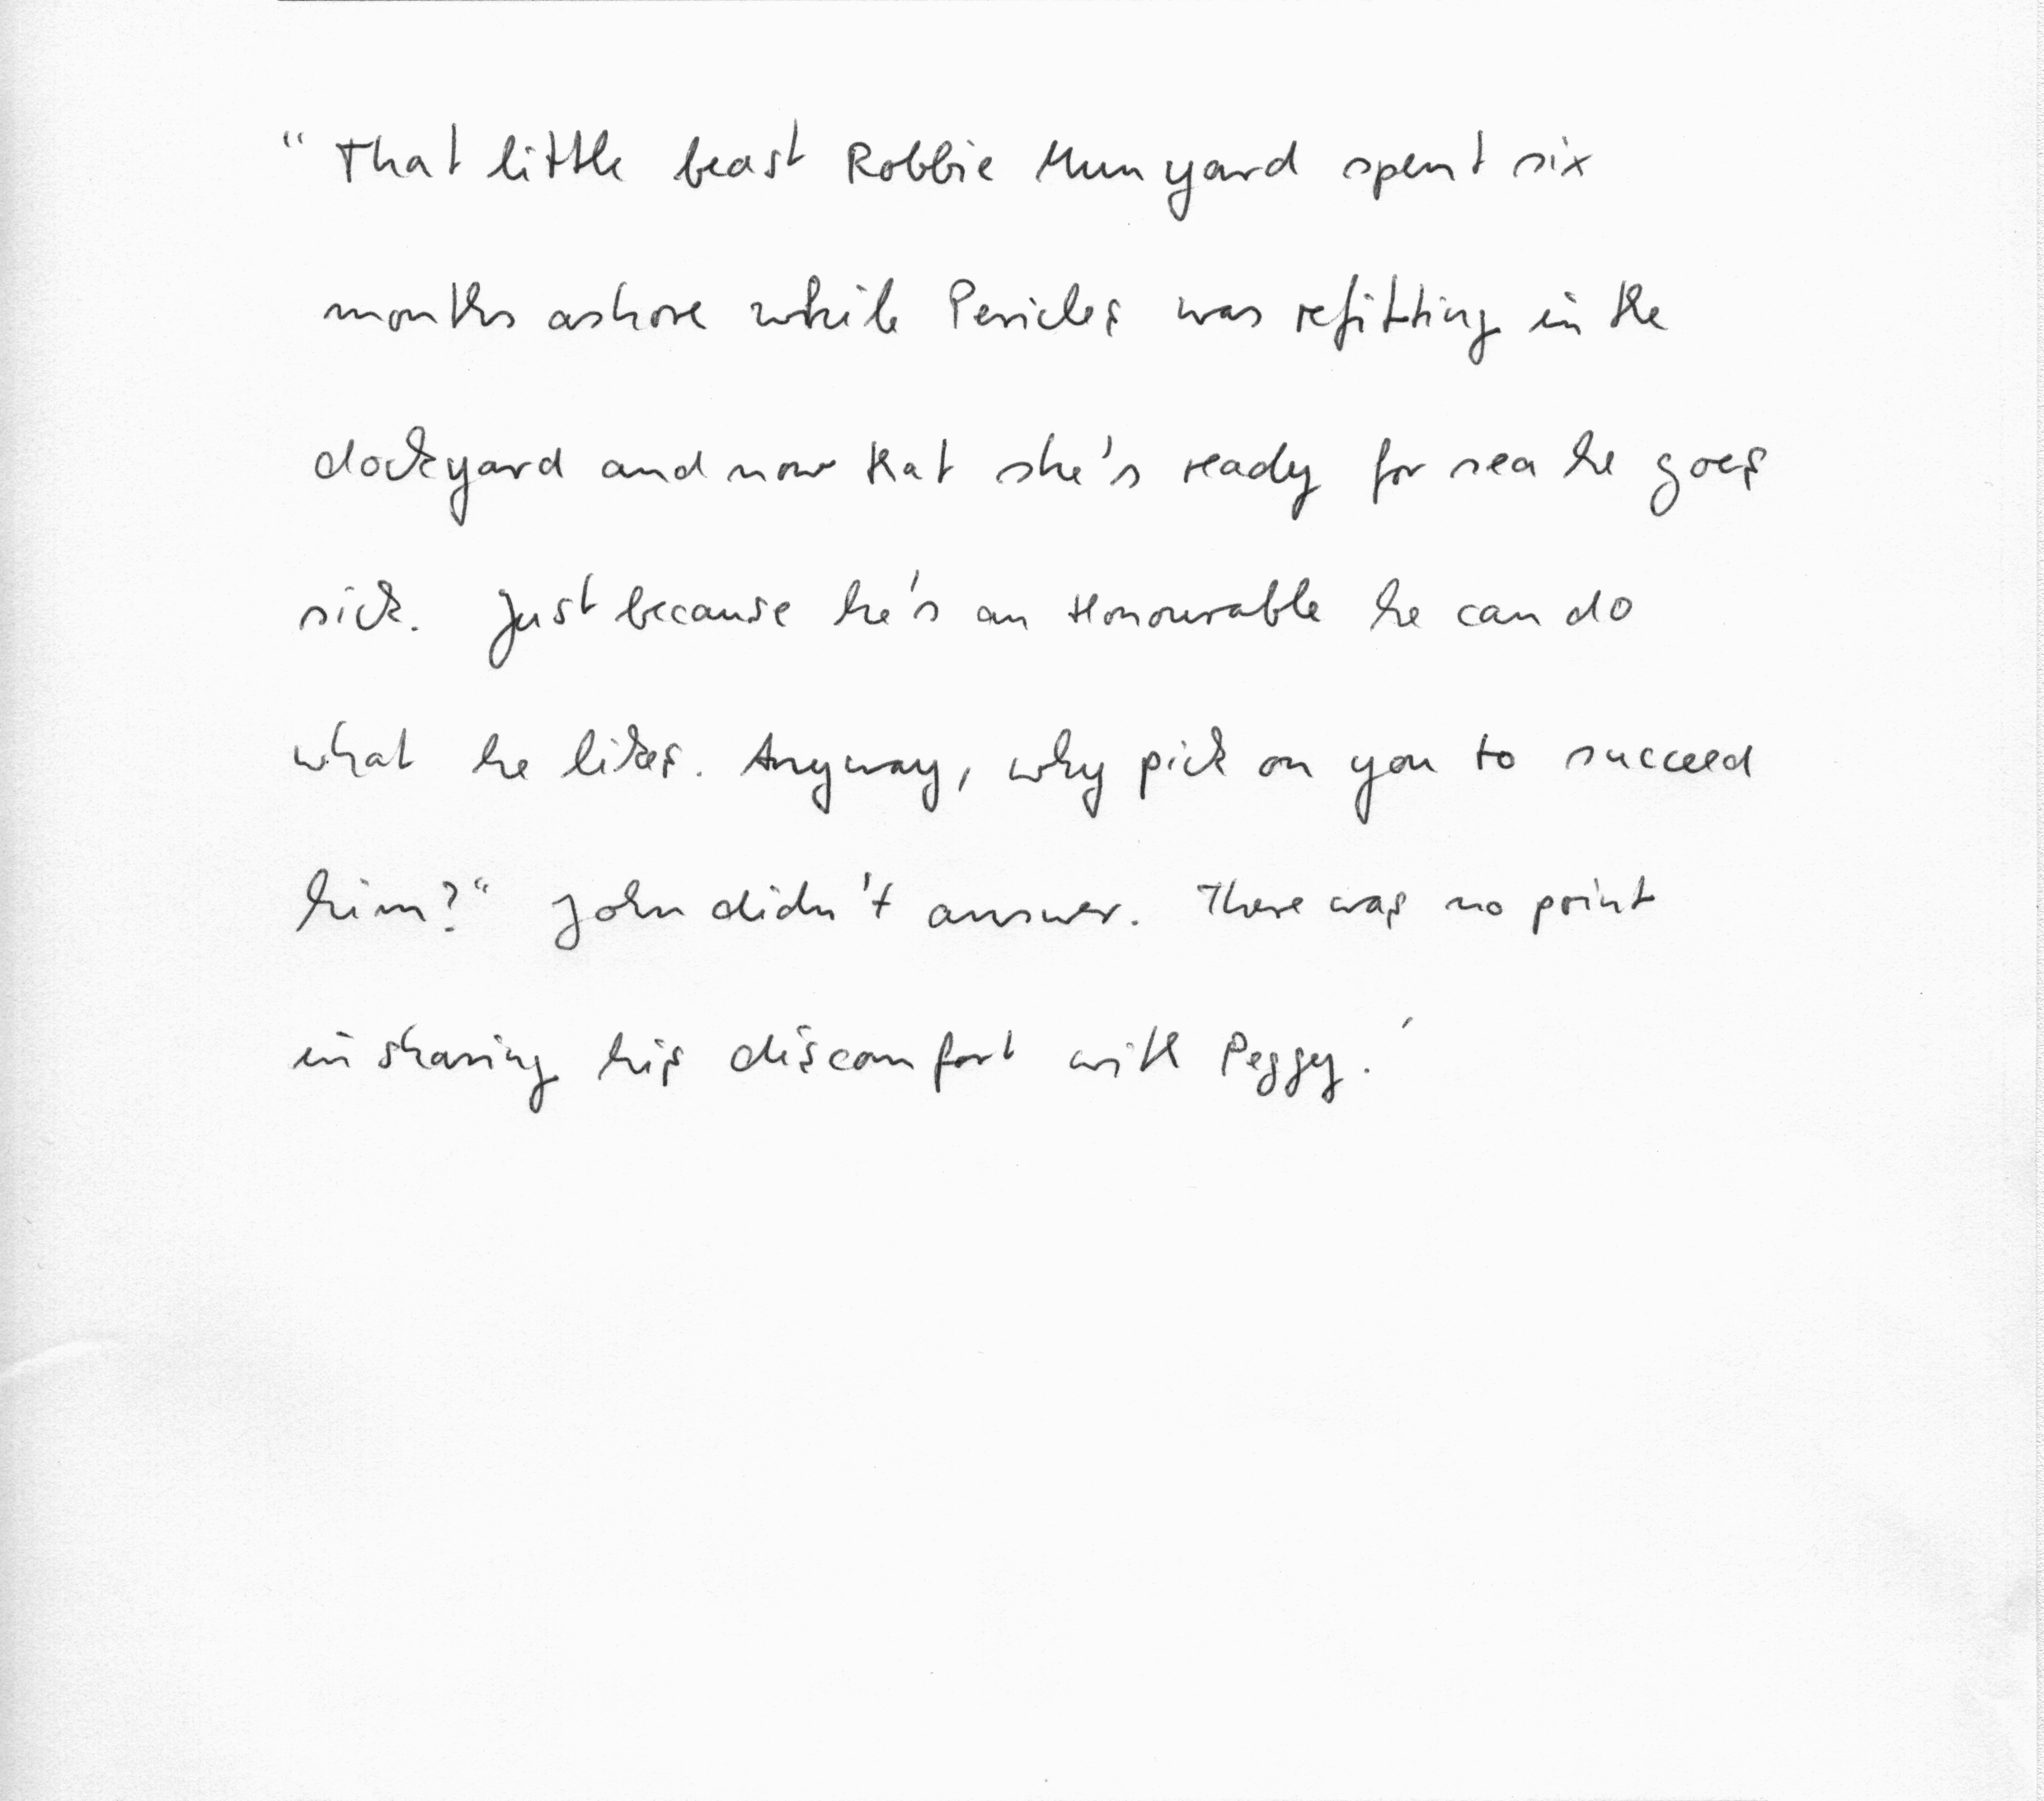 "That little beast Robbie Munyard spent six
months ashore while Pericles was refitting in the
dockyard and now that she's ready for sea he goes
sick. Just because he's an Honourable he can do
what he likes. Anyway, why pick on you to succeed
him?" John didn't answer. There was no point
in sharing his discomfort with Peggy.'